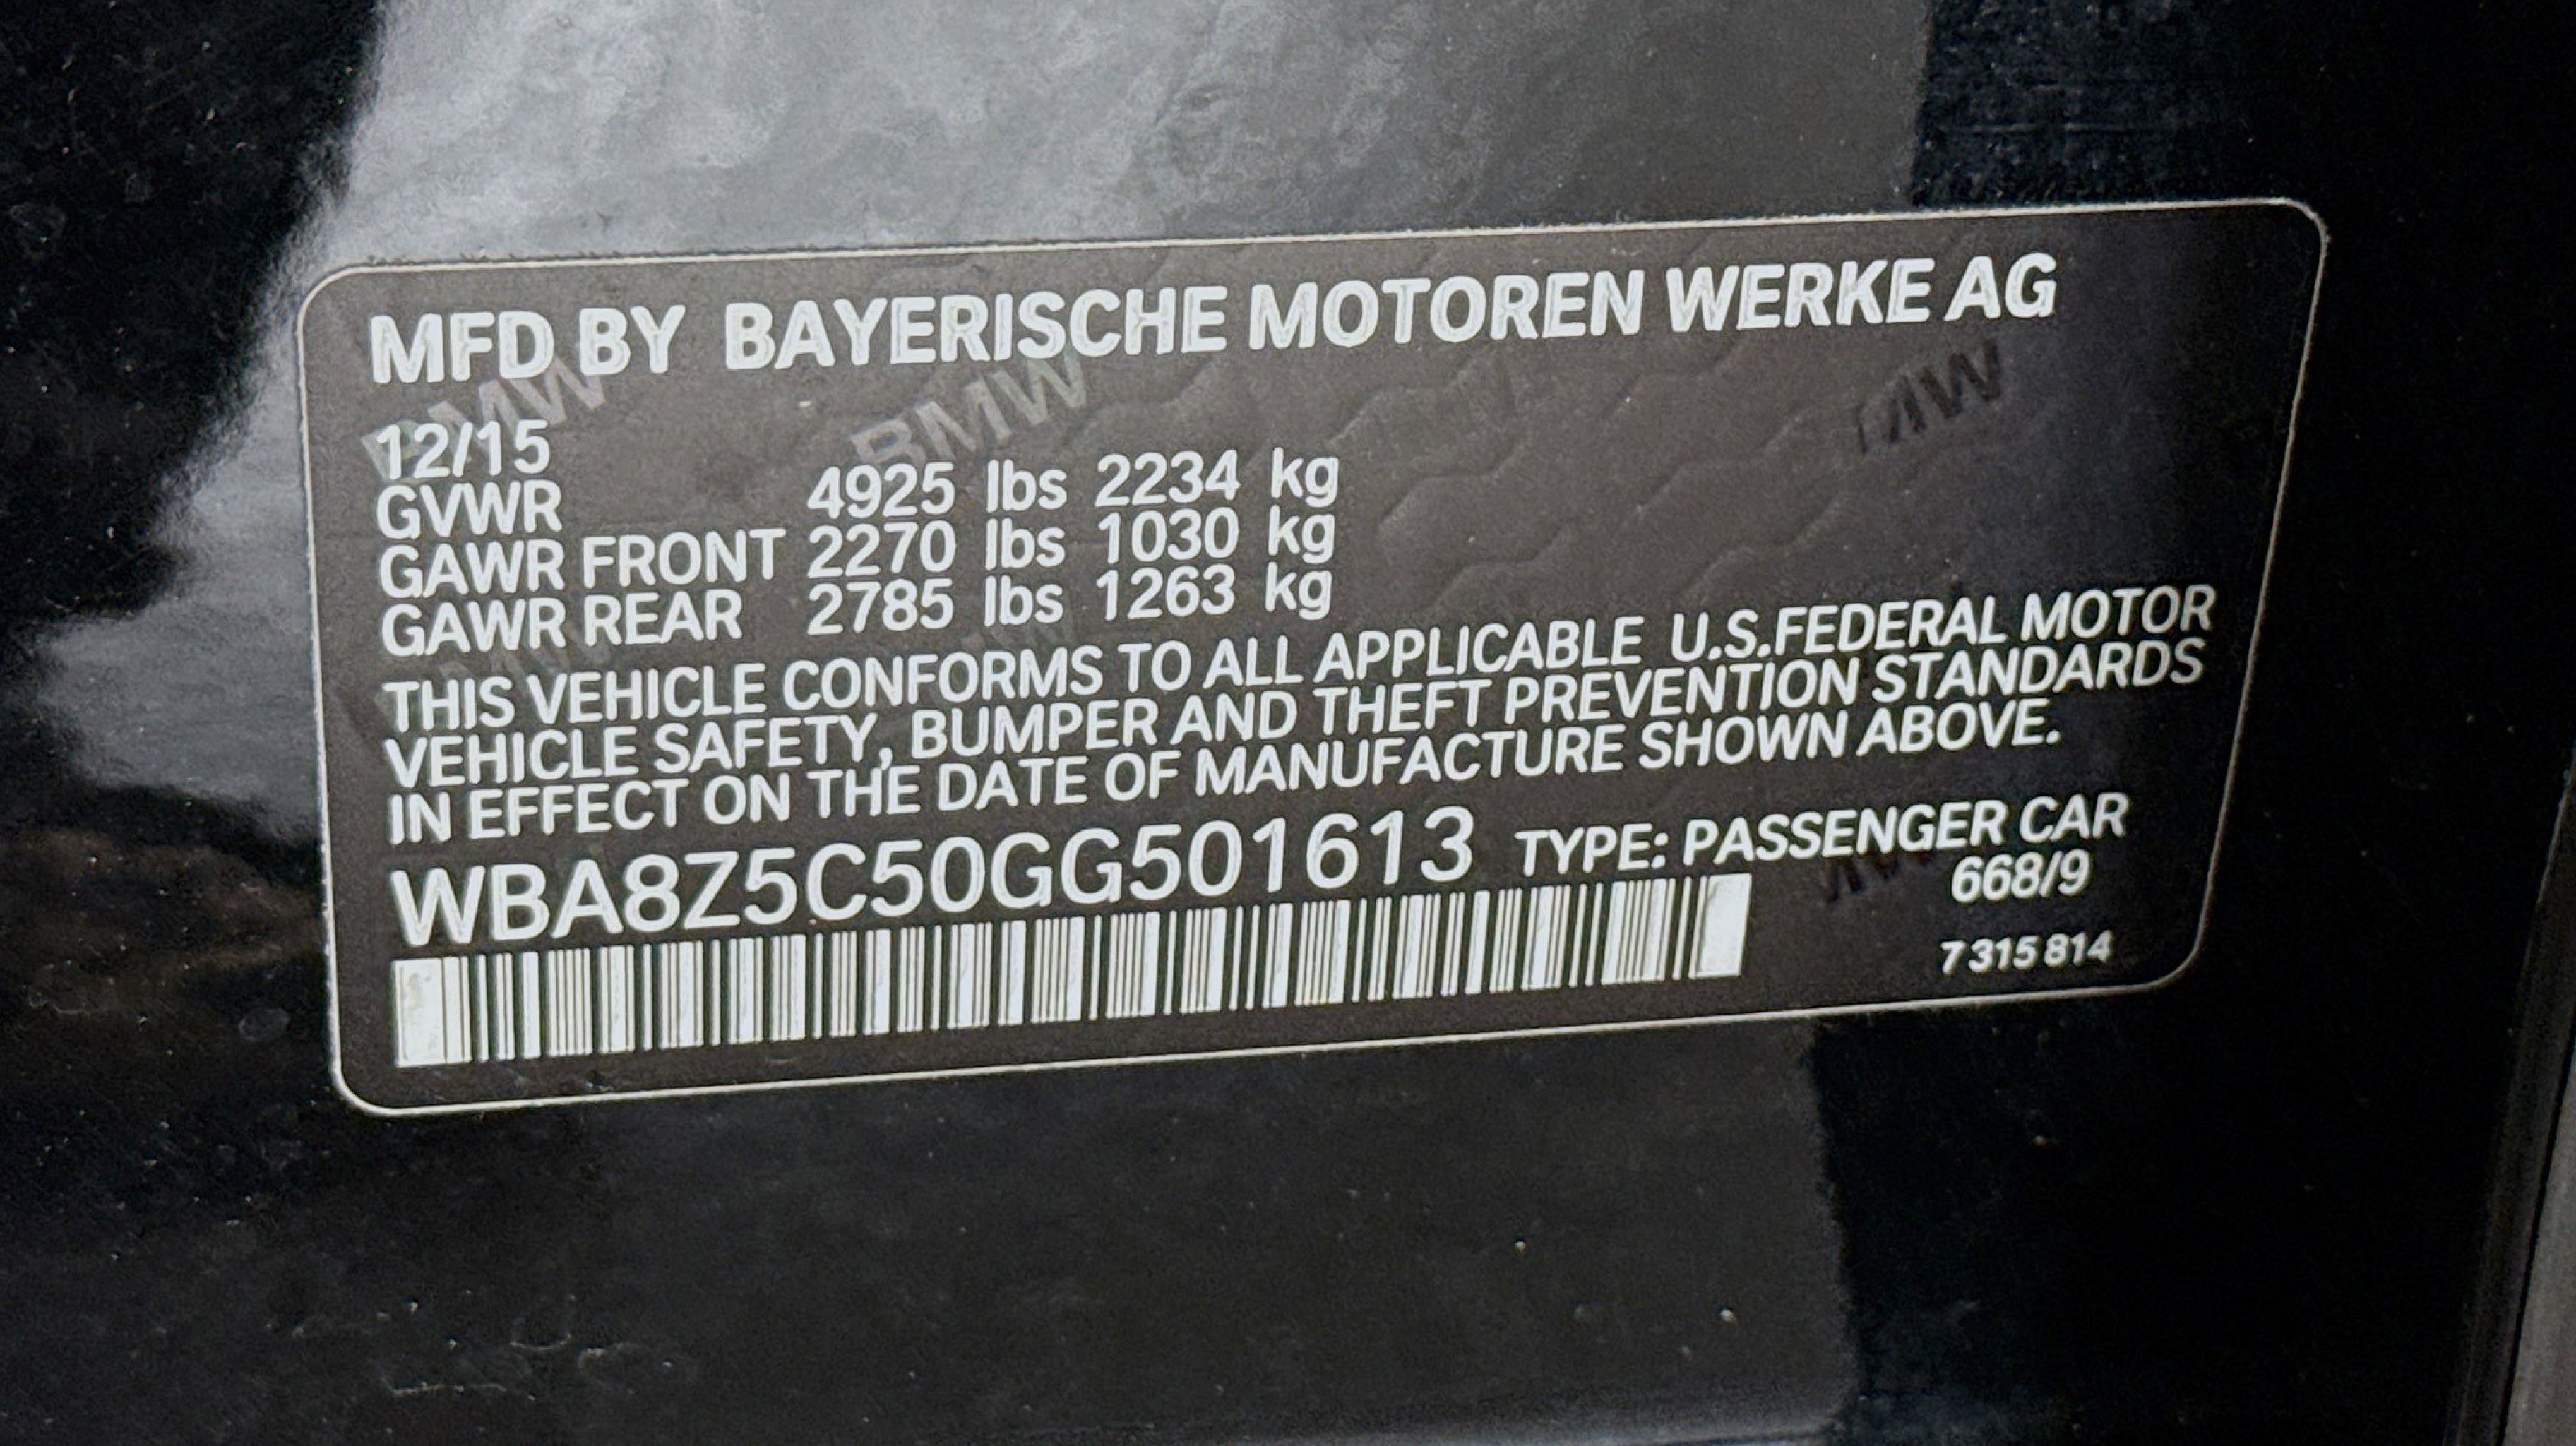 MFD BY BAYERISCHE MOTOREN WERKE AG
BMW BMW
12/15
GVWR 4925 lbs 2234 kg
GAWR FRONT 2270 lbs 1030 kg
GAWR REAR 2785 lbs 1263 kg
THIS VEHICLE CONFORMS TO ALL APPLICABLE U.S.FEDERAL MOTOR
VEHICLE SAFETY, BUMPER AND THEFT PREVENTION STANDARDS
IN EFFECT ON THE DATE OF MANUFACTURE SHOWN ABOVE.
WBA8Z5C50GG501613 TYPE: PASSENGER CAR
668/9
7 315 814